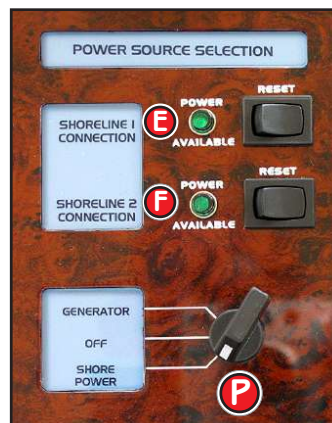 POWER SOURCE SELECTION
RESET
E
POWER
SHORELINE 1
CONNECTION
AVAILABLE
RESET
F
POWER
SHORELINE 2
CONNECTION
AVAILABLE
GENERATOR
OFF
SHORE
POWER
P